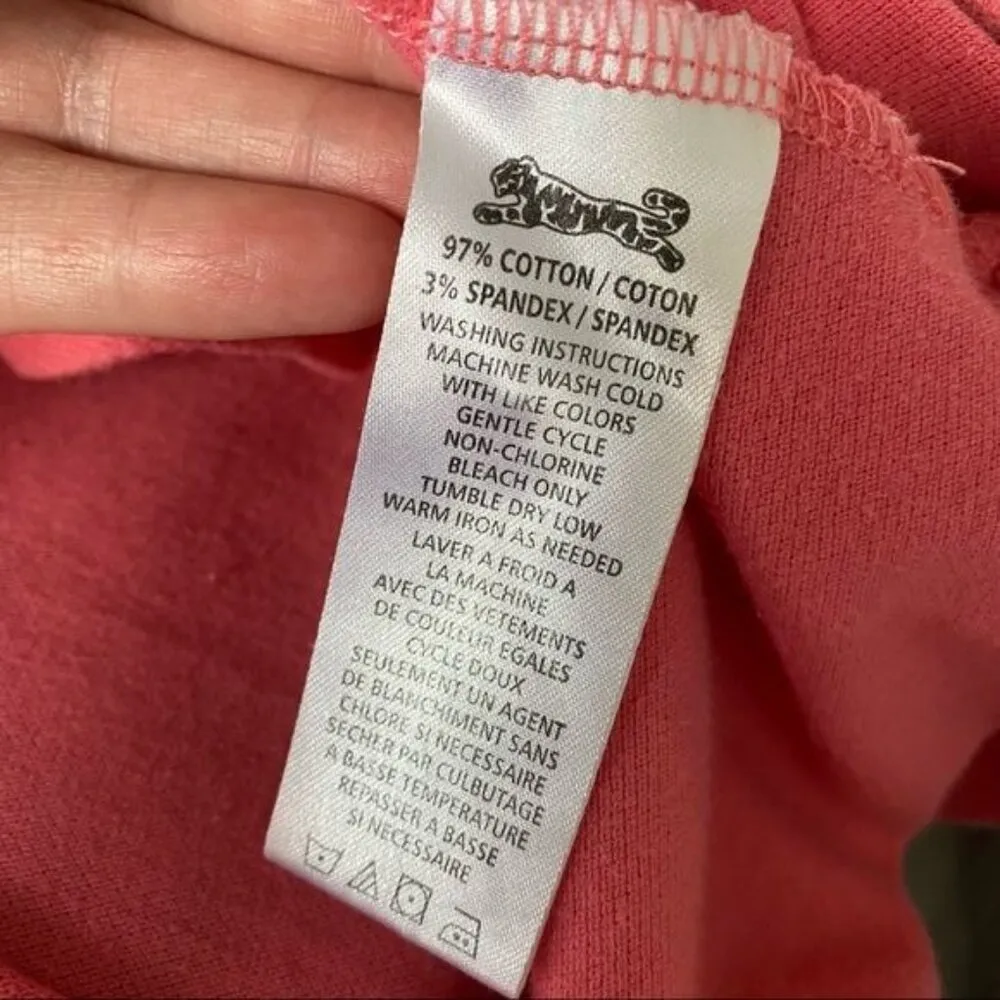 97% COTTON / COTON
3% SPANDEX / SPANDEX
WASHING INSTRUCTIONS
MACHINE WASH COLD
WITH LIKE COLORS
GENTLE CYCLE
NON-CHLORINE
BLEACH ONLY
TUMBLE DRY LOW
WARM IRON AS NEEDED
LAVER A FROID A
LA MACHINE
AVEC DES VETEMENTS
DE COULEUR EGALES
CYCLE DOUX
SEULEMENT UN AGENT
DE BLANCHIMENT SANS
CHLORE SI NECESSAIRE
SECHER PAR CULBUTAGE
A BASSE TEMPERATURE
REPASSER A BASSE
SI NECESSAIRE